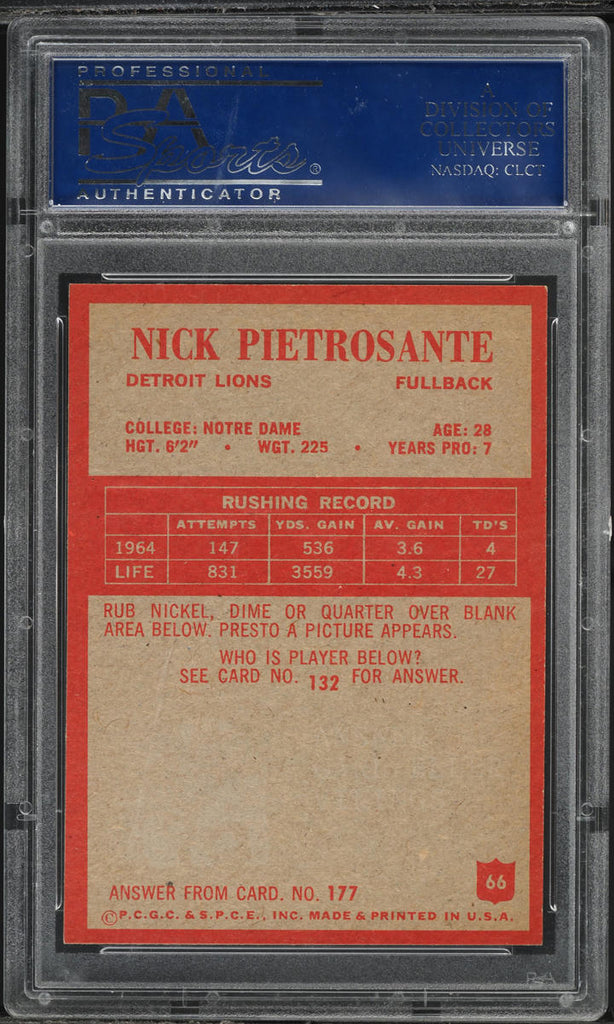 PROFESSIONAL
PSA
Sports®
AUTHENTICATOR
A
DIVISION OF
COLLECTORS
UNIVERSE
NASDAQ: CLCT
NICK PIETROSANTE
DETROIT LIONS FULLBACK
COLLEGE: NOTRE DAME AGE: 28
HGT. 6'2" • WGT. 225 • YEARS PRO: 7
RUSHING RECORD
ATTEMPTS YDS. GAIN AV. GAIN TD'S
1964 147 536 3.6 4
LIFE 831 3559 4.3 27
RUB NICKEL, DIME OR QUARTER OVER BLANK
AREA BELOW. PRESTO A PICTURE APPEARS.
WHO IS PLAYER BELOW?
SEE CARD NO. 132 FOR ANSWER.
66
ANSWER FROM CARD. NO. 177
©P.C.G.C. & S.P.C.E., INC. MADE & PRINTED IN U.S.A.
PSA